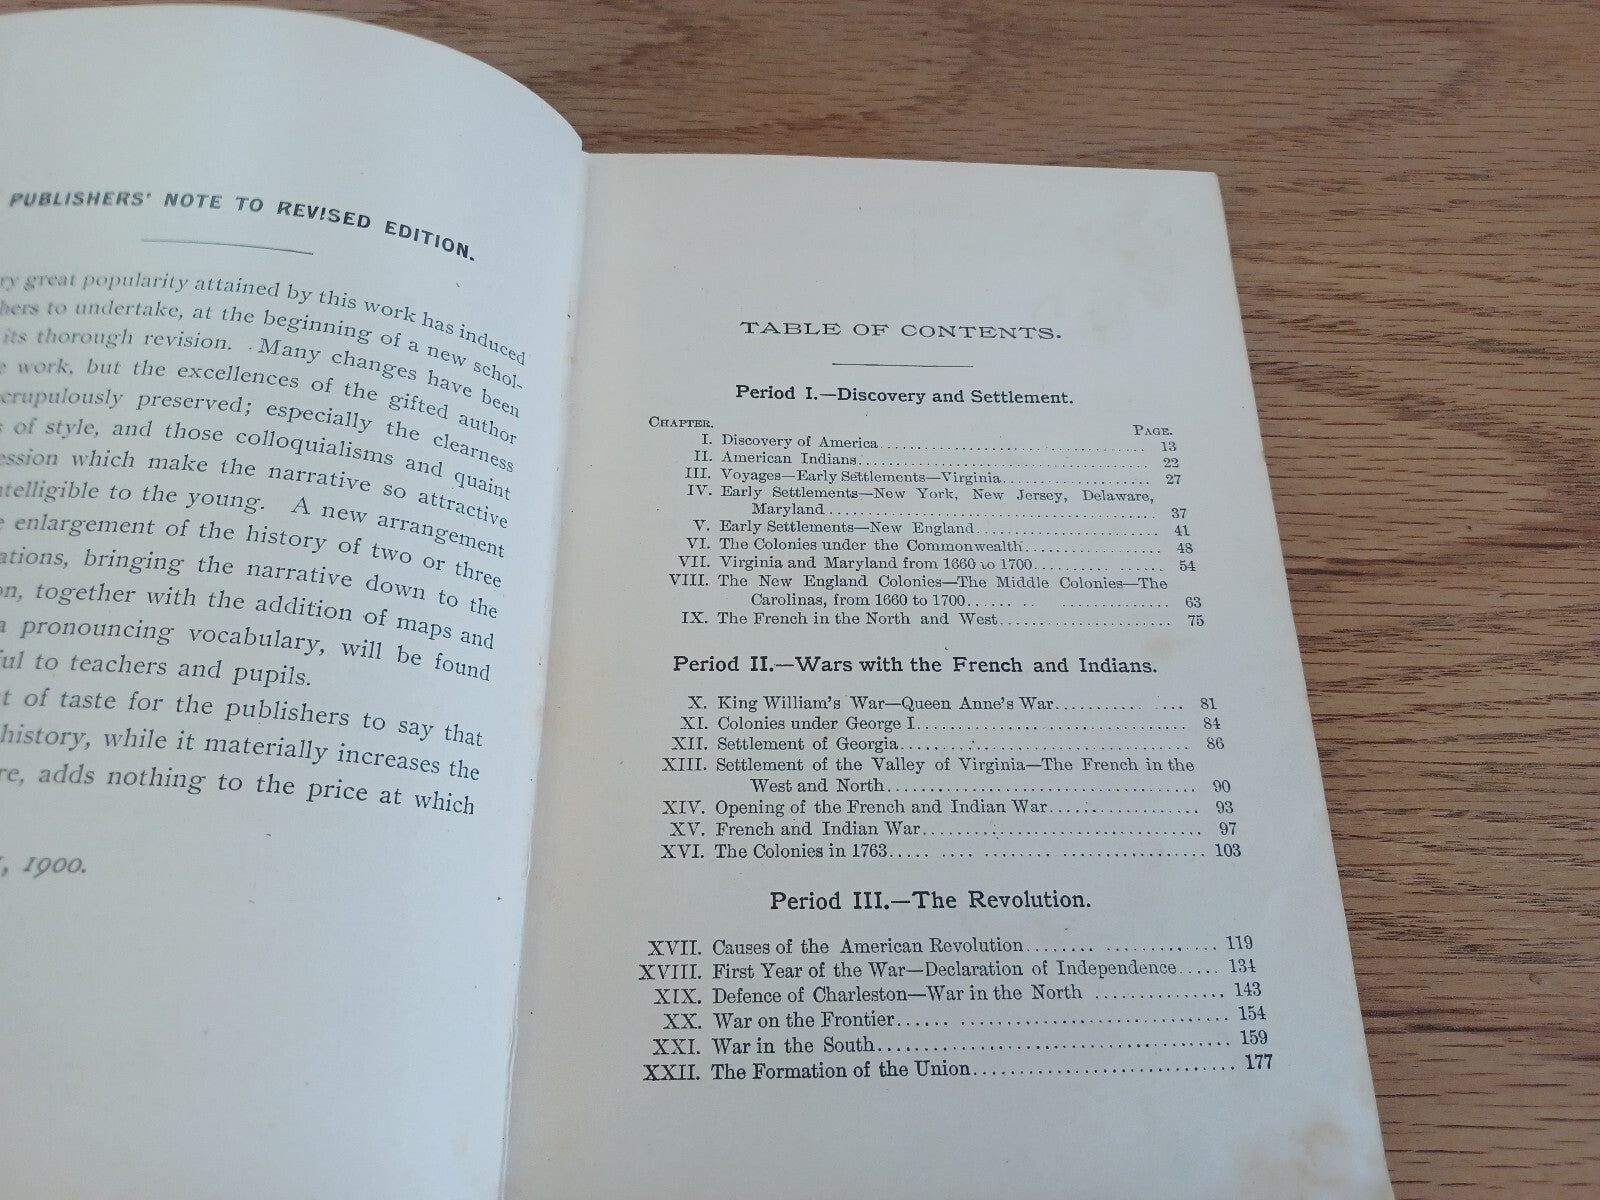 PUBLISHERS' NOTE TO REVISED EDITION.
great popularity attained by this work has induced
to undertake, at the beginning of a new schol-
its thorough revision. Many changes have been
work, but the excellences of the gifted author
crupulously preserved; especially the clearness
of style, and those colloquialisms and quaint
ession which make the narrative so attractive
ntelligible to the young. A new arrangement
enlargement of the history of two or three
ations, bringing the narrative down to the
on, together with the addition of maps and
a pronouncing vocabulary, will be found
ful to teachers and pupils.
t of taste for the publishers to say that
history, while it materially increases the
re, adds nothing to the price at which
, 1900.
TABLE OF CONTENTS.
Period I.—Discovery and Settlement.
CHAPTER. PAGE.
I. Discovery of America 13
II. American Indians 22
III. Voyages—Early Settlements—Virginia 27
IV. Early Settlements—New York, New Jersey, Delaware,
Maryland 37
V. Early Settlements—New England 41
VI. The Colonies under the Commonwealth 48
VII. Virginia and Maryland from 1660 to 1700 54
VIII. The New England Colonies—The Middle Colonies—The
Carolinas, from 1660 to 1700 63
IX. The French in the North and West 75
Period II.—Wars with the French and Indians.
X. King William's War—Queen Anne's War 81
XI. Colonies under George I 84
XII. Settlement of Georgia 86
XIII. Settlement of the Valley of Virginia—The French in the
West and North 90
XIV. Opening of the French and Indian War 93
XV. French and Indian War 97
XVI. The Colonies in 1763 103
Period III.—The Revolution.
XVII. Causes of the American Revolution 119
XVIII. First Year of the War—Declaration of Independence 134
XIX. Defence of Charleston—War in the North 143
XX. War on the Frontier 154
XXI. War in the South 159
XXII. The Formation of the Union 177